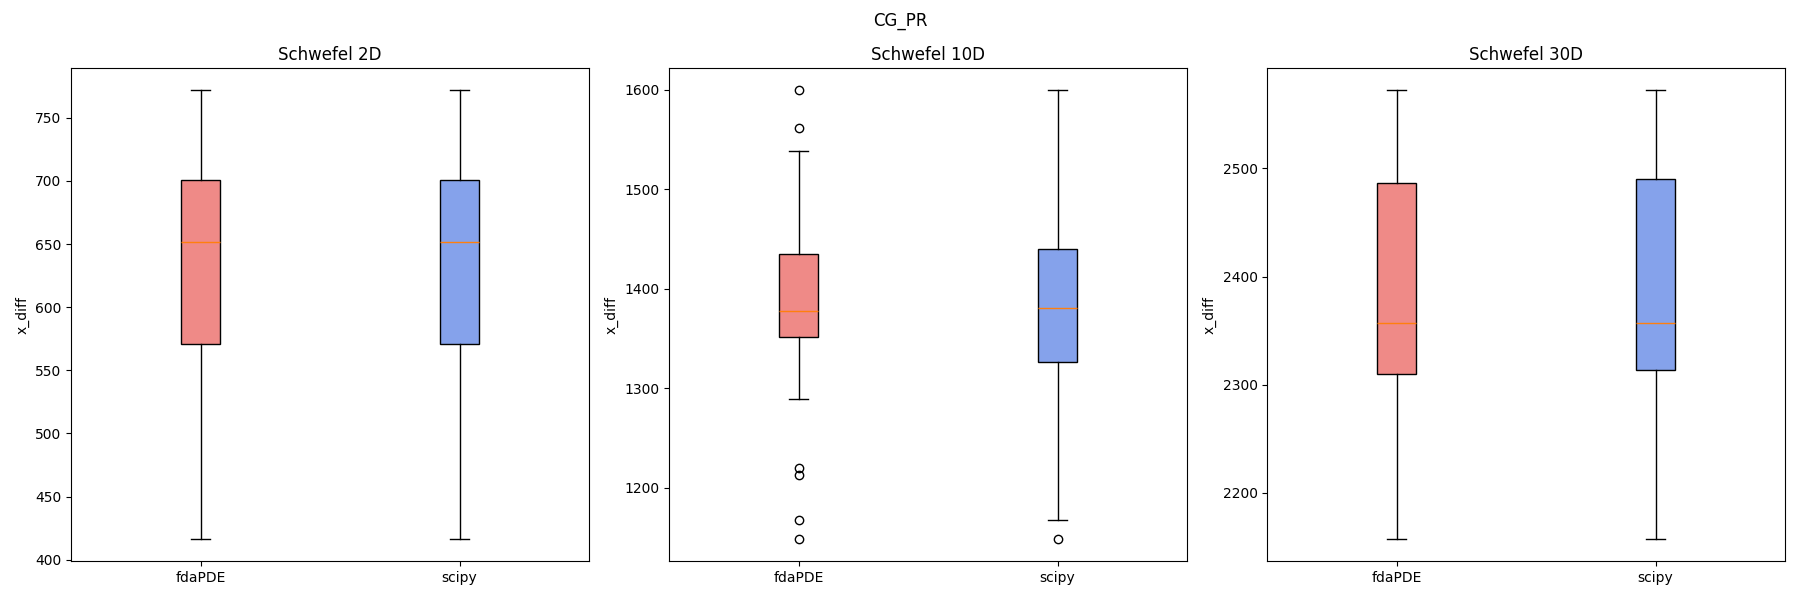 CG_PR
Schwefel 2D
x_diff
750
700
650
600
550
500
450
400
fdaPDE
scipy
Schwefel 10D
x_diff
1600
1500
1400
1300
1200
fdaPDE
scipy
Schwefel 30D
x_diff
2500
2400
2300
2200
fdaPDE
scipy